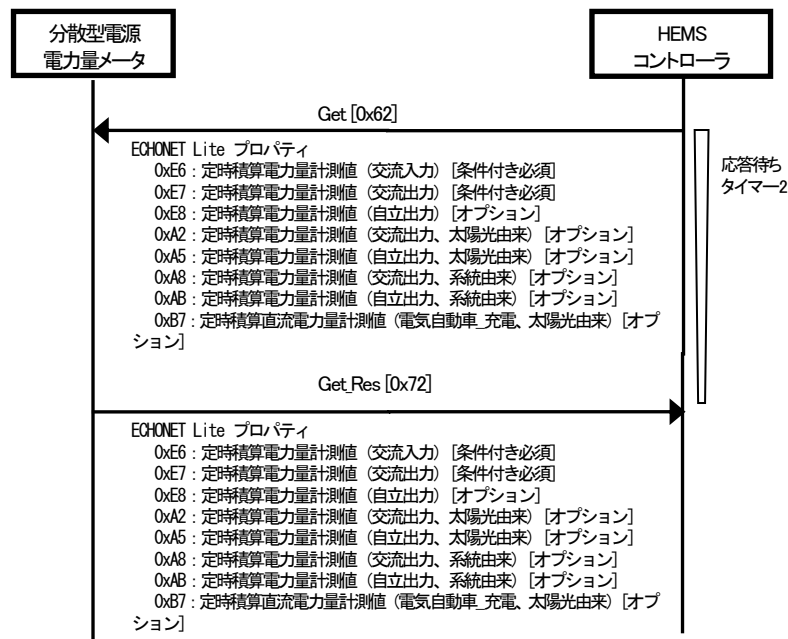 分散型電源
電力量メータ
HEMS
コントローラ
Get [0x62]
応答待ち
タイマー2
ECHONET Lite プロパティ
0xE6：定時積算電力量計測値（交流入力）[条件付き必須]
0xE7：定時積算電力量計測値（交流出力）[条件付き必須]
0xE8：定時積算電力量計測値（自立出力）[オプション]
0xA2：定時積算電力量計測値（交流出力、太陽光由来）[オプション]
0xA5：定時積算電力量計測値（自立出力、太陽光由来）[オプション]
0xA8：定時積算電力量計測値（交流出力、系統由来）[オプション]
0xAB：定時積算電力量計測値（自立出力、系統由来）[オプション]
0xB7：定時積算直流電力量計測値（電気自動車_充電、太陽光由来）[オプ
ション]
Get_Res [0x72]
ECHONET Lite プロパティ
0xE6：定時積算電力量計測値（交流入力）[条件付き必須]
0xE7：定時積算電力量計測値（交流出力）[条件付き必須]
0xE8：定時積算電力量計測値（自立出力）[オプション]
0xA2：定時積算電力量計測値（交流出力、太陽光由来）[オプション]
0xA5：定時積算電力量計測値（自立出力、太陽光由来）[オプション]
0xA8：定時積算電力量計測値（交流出力、系統由来）[オプション]
0xAB：定時積算電力量計測値（自立出力、系統由来）[オプション]
0xB7：定時積算直流電力量計測値（電気自動車_充電、太陽光由来）[オプ
ション]